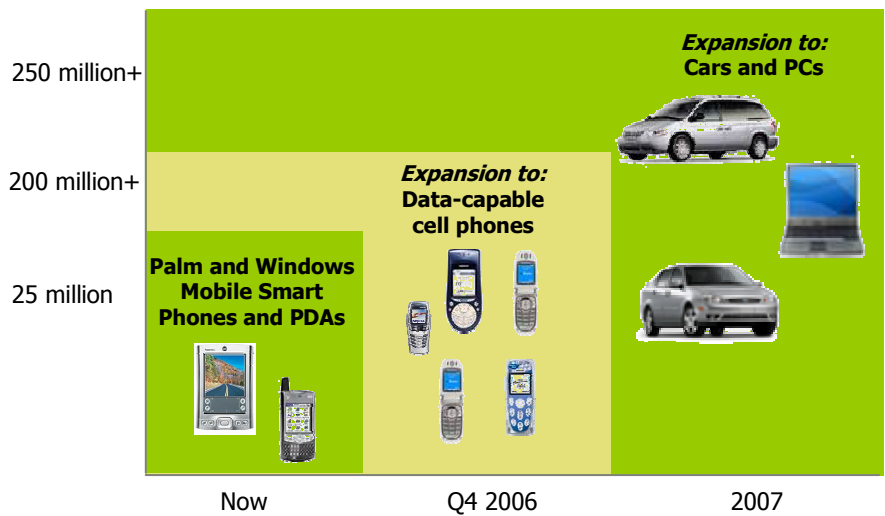 250 million+
200 million+
25 million
Palm and Windows
Mobile Smart
Phones and PDAs
Expansion to:
Data-capable
cell phones
Expansion to:
Cars and PCs
Now
Q4 2006
2007